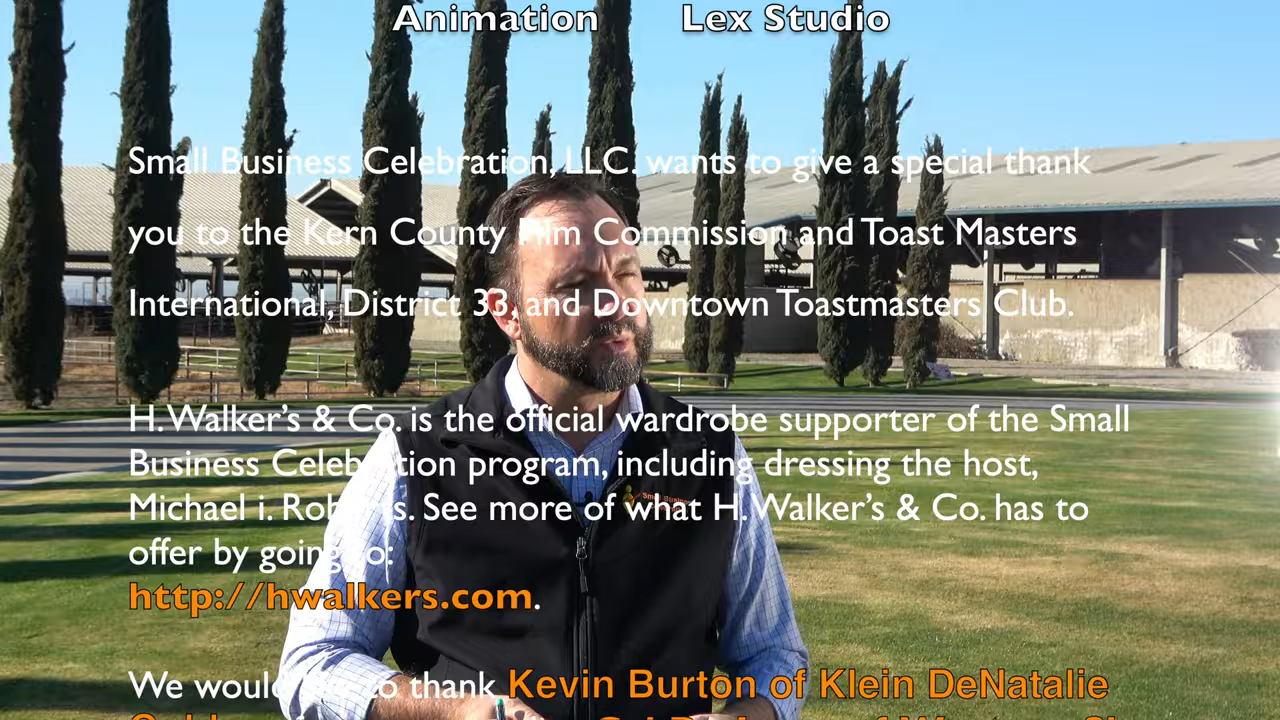 Animation Lex Studio
Small Business Celebration, LLC. wants to give a special thank
you to the Kern County Film Commission and Toast Masters
International, District 33, and Downtown Toastmasters Club.
H. Walker's & Co. is the official wardrobe supporter of the Small
Business Celebration program, including dressing the host,
Michael i. Roberts. See more of what H. Walker's & Co. has to
offer by going to:
http://hwalkers.com.
Small Business
We would like to thank Kevin Burton of Klein DeNatalie